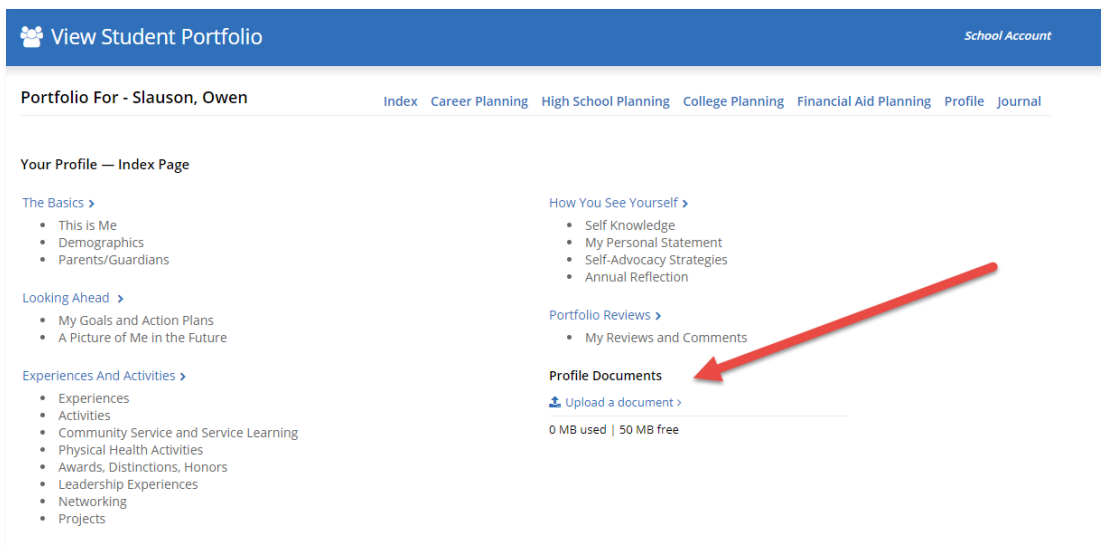 View Student Portfolio
School Account
Portfolio For - Slauson, Owen
Index Career Planning High School Planning College Planning Financial Aid Planning Profile Journal
Your Profile — Index Page
The Basics >
• This is Me
• Demographics
• Parents/Guardians
Looking Ahead >
• My Goals and Action Plans
• A Picture of Me in the Future
Experiences And Activities >
• Experiences
• Activities
• Community Service and Service Learning
• Physical Health Activities
• Awards, Distinctions, Honors
• Leadership Experiences
• Networking
• Projects
How You See Yourself >
• Self Knowledge
• My Personal Statement
• Self-Advocacy Strategies
• Annual Reflection
Portfolio Reviews >
• My Reviews and Comments
Profile Documents
Upload a document >
0 MB used | 50 MB free